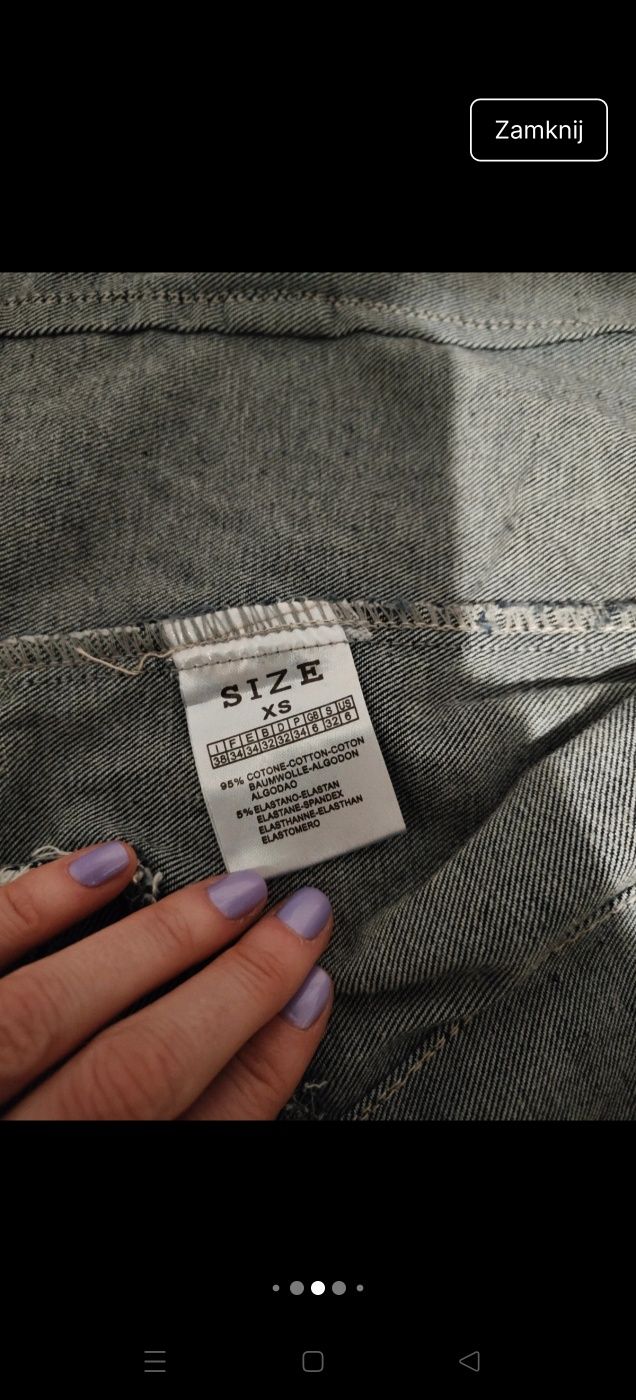 Zamknij
SIZE
XS
I F E B D P GB S US
38 34 34 32 32 34 6 32 6
95% COTONE-COTTON-COTON
BAUMWOLLE-ALGODON
ALGODAO
5% ELASTANO-ELASTAN
ELASTANE-SPANDEX
ELASTHANNE-ELASTHAN
ELASTOMERO